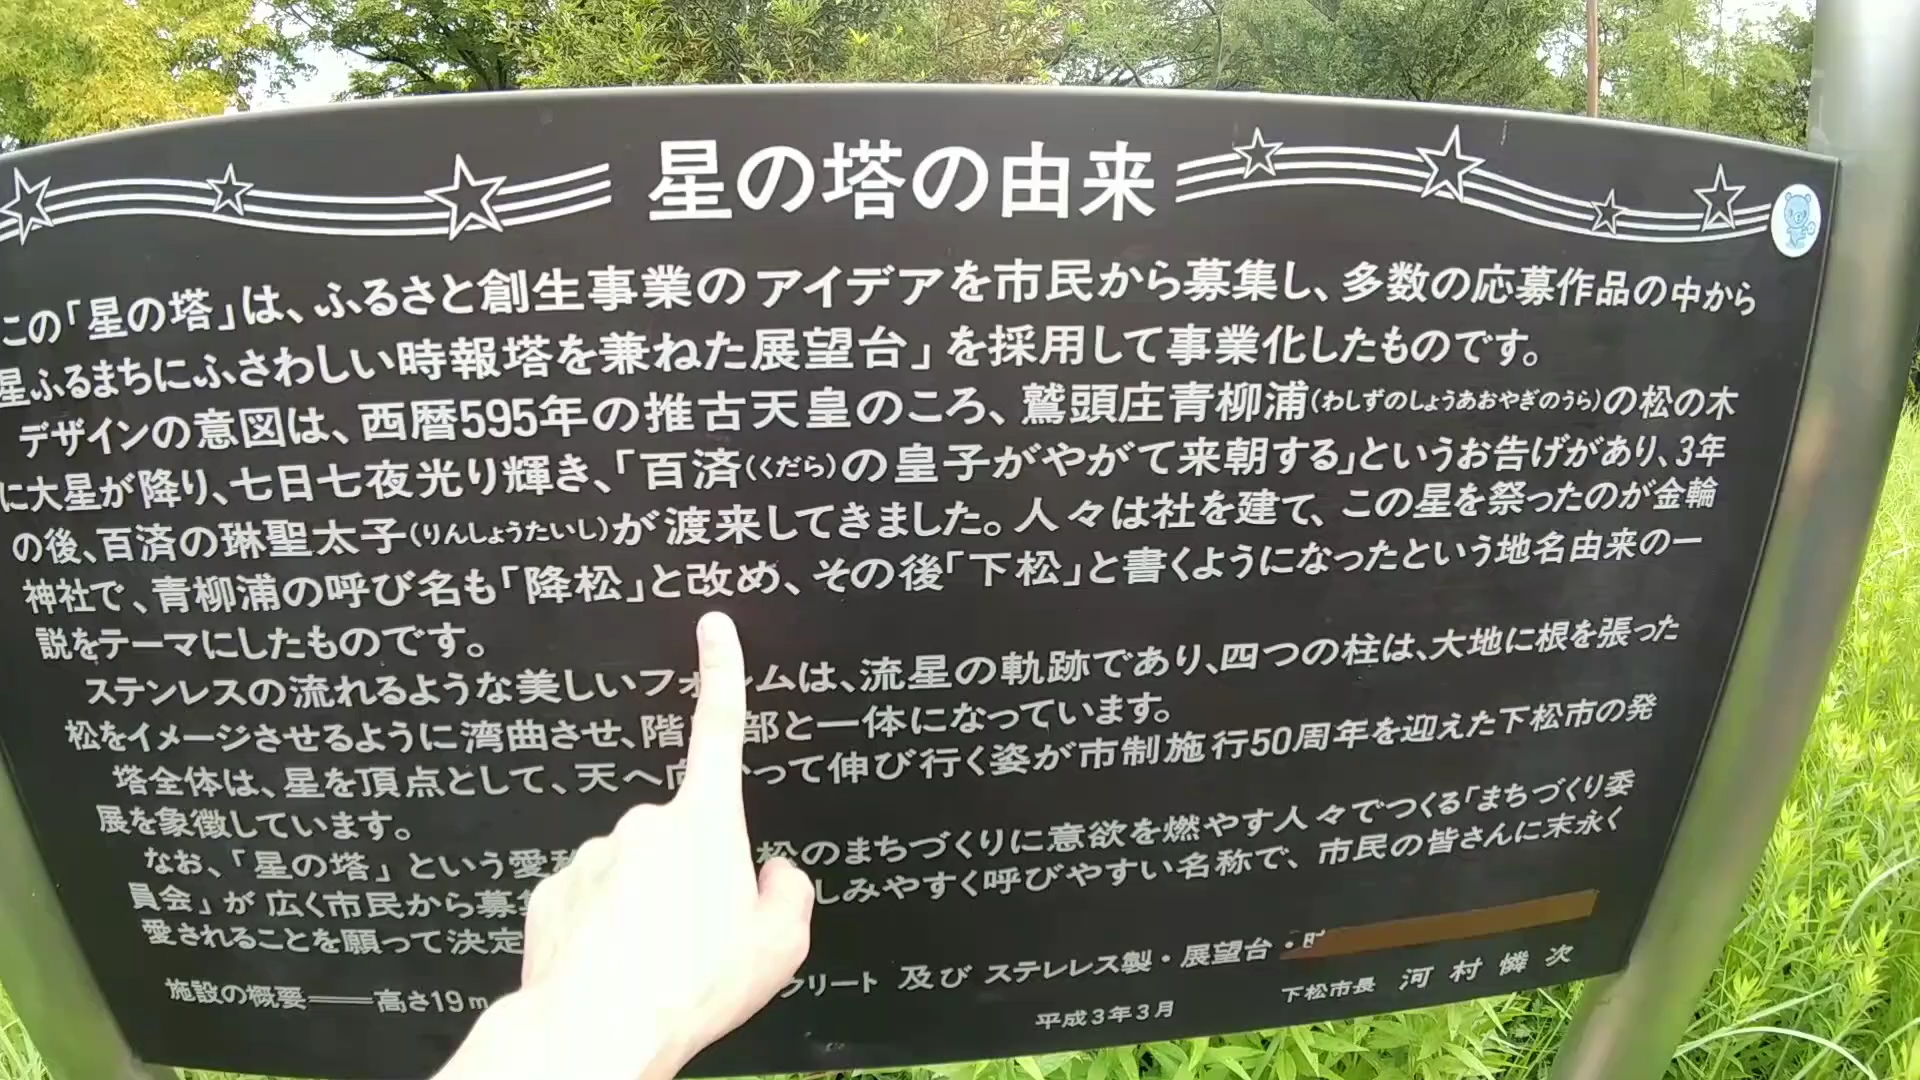 星の塔の由来
この「星の塔」は、ふるさと創生事業のアイデアを市民から募集し、多数の応募作品の中から
星ふるまちにふさわしい時報塔を兼ねた展望台」を採用して事業化したものです。
デザインの意図は、西暦595年の推古天皇のころ、鷲頭庄青柳浦(わしずのしょうあおやぎのうら)の松の木
に大星が降り、七日七夜光り輝き、「百済(くだら)の皇子がやがて来朝する」というお告げがあり、3年
の後、百済の琳聖太子(りんしょうたいし)が渡来してきました。人々は社を建て、この星を祭ったのが金輪
神社で、青柳浦の呼び名も「降松」と改め、その後「下松」と書くようになったという地名由来の一
説をテーマにしたものです。
ステンレスの流れるような美しいフォームは、流星の軌跡であり、四つの柱は、大地に根を張った
松をイメージさせるように湾曲させ、階 部と一体になっています。
塔全体は、星を頂点として、天へ向かって伸び行く姿が市制施行50周年を迎えた下松市の発
展を象徴しています。
なお、「星の塔」という愛 松のまちづくりに意欲を燃やす人々でつくる「まちづくり委
員会」が広く市民から募集 しみやすく呼びやすい名称で、市民の皆さんに末永く
愛されることを願って決定
施設の概要――高さ19m クリート 及び ステレレス製・展望台・
平成3年3月
下松市長 河村憐次